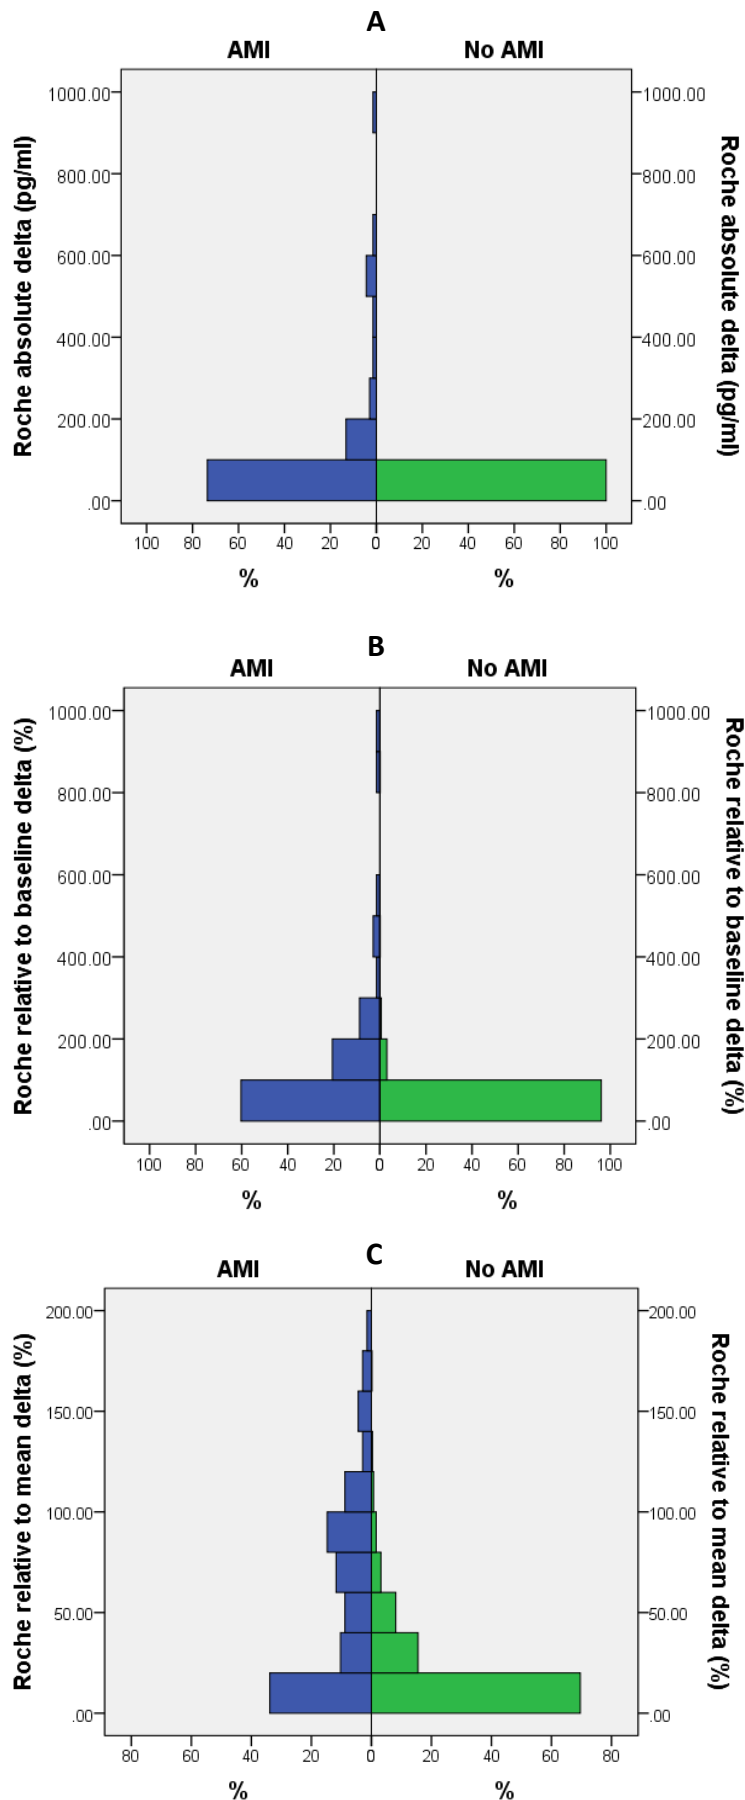 A
AMI No AMI
Roche absolute delta (pg/ml)
1000.00 1000.00
800.00 800.00
600.00 600.00
400.00 400.00
200.00 200.00
.00 .00
Roche absolute delta (pg/ml)
100 80 60 40 20 0 20 40 60 80 100
% %
B
AMI No AMI
Roche relative to baseline delta (%)
1000.00 1000.00
800.00 800.00
600.00 600.00
400.00 400.00
200.00 200.00
.00 .00
Roche relative to baseline delta (%)
100 80 60 40 20 0 20 40 60 80 100
% %
C
AMI No AMI
Roche relative to mean delta (%)
200.00 200.00
150.00 150.00
100.00 100.00
50.00 50.00
.00 .00
Roche relative to mean delta (%)
80 60 40 20 0 20 40 60 80
% %